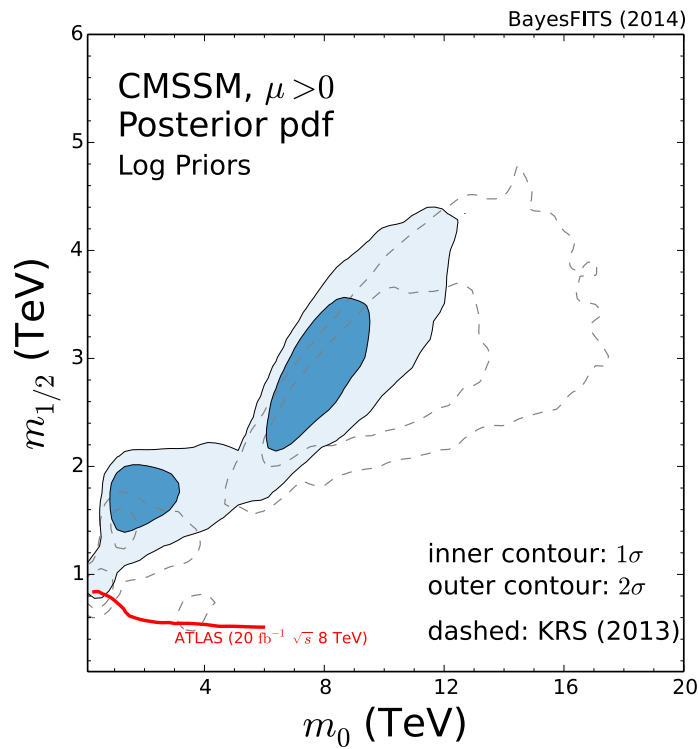 BayesFITS (2014)
6
CMSSM, μ >0
Posterior pdf
Log Priors
5
4
3
2
1
m₁/₂ (TeV)
inner contour: 1σ
outer contour: 2σ
dashed: KRS (2013)
ATLAS (20 fb⁻¹ √s 8 TeV)
4 8 12 16 20
m₀ (TeV)